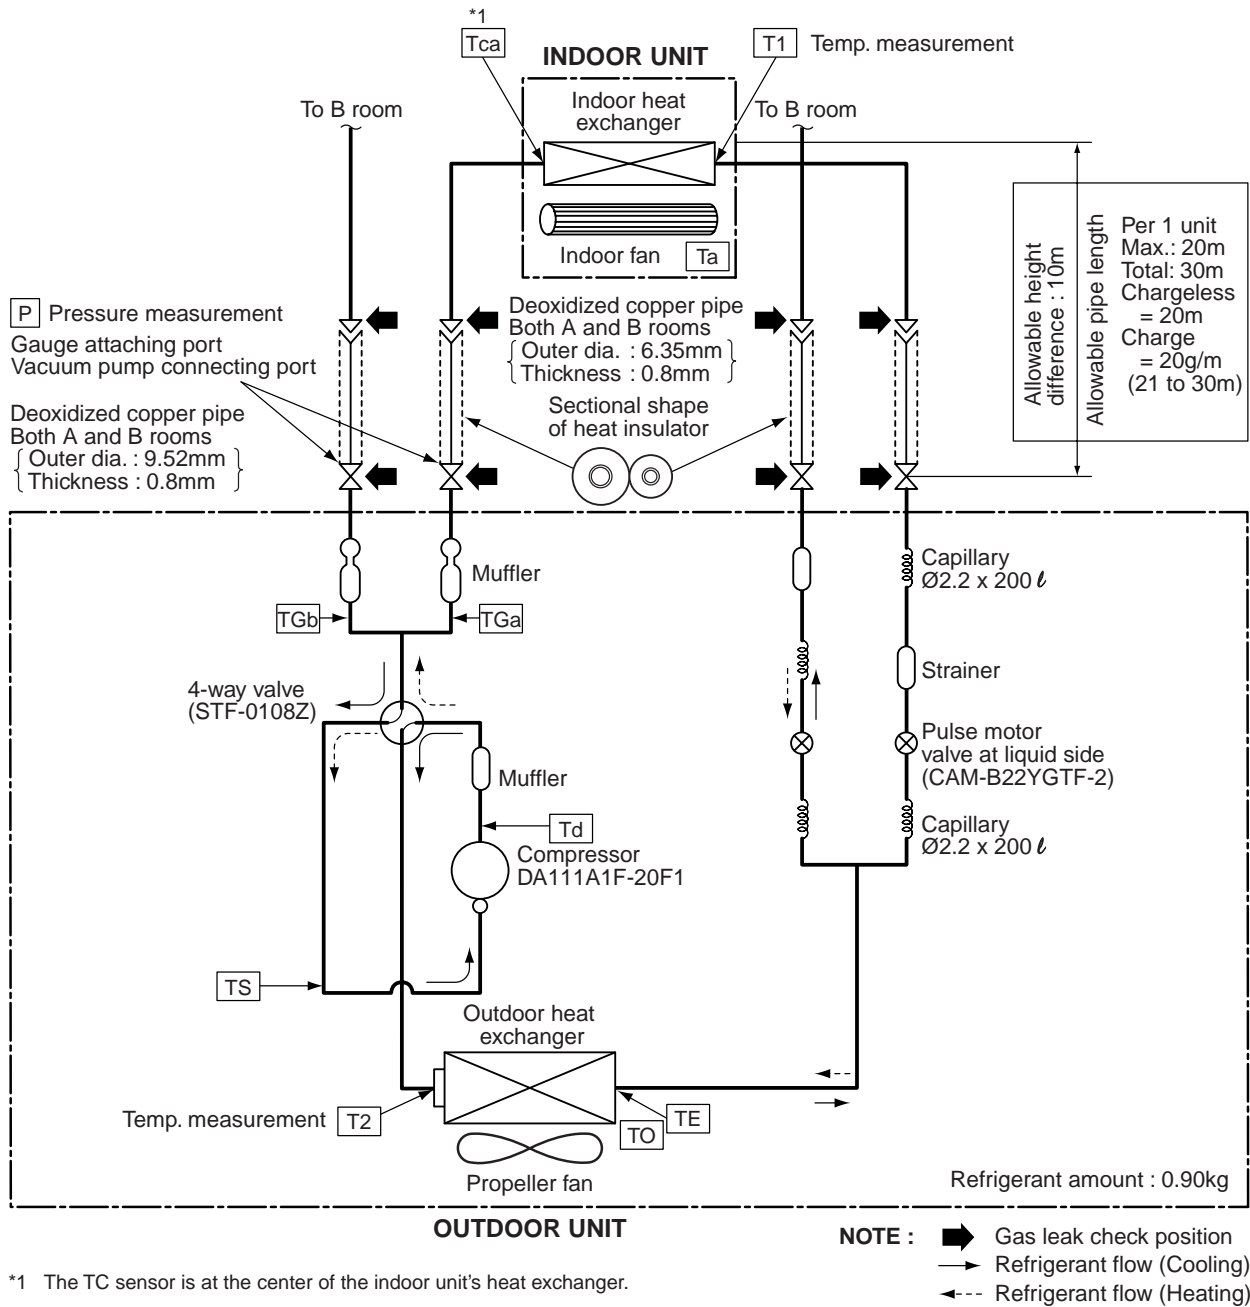 *1
Tca
T1 Temp. measurement
INDOOR UNIT
To B room
Indoor heat
exchanger
To B room
Indoor fan
Ta
Allowable height
difference : 10m
Allowable pipe length
Per 1 unit
Max.: 20m
Total: 30m
Chargeless
= 20m
Charge
= 20g/m
(21 to 30m)
P Pressure measurement
Gauge attaching port
Vacuum pump connecting port
Deoxidized copper pipe
Both A and B rooms
Outer dia. : 9.52mm
Thickness : 0.8mm
Deoxidized copper pipe
Both A and B rooms
Outer dia. : 6.35mm
Thickness : 0.8mm
Sectional shape
of heat insulator
Muffler
TGb
TGa
Capillary
Ø2.2 x 200 ℓ
Strainer
4-way valve
(STF-0108Z)
Pulse motor
valve at liquid side
(CAM-B22YGTF-2)
Muffler
Td
Compressor
DA111A1F-20F1
Capillary
Ø2.2 x 200 ℓ
TS
Outdoor heat
exchanger
Temp. measurement T2
TE
TO
Propeller fan
Refrigerant amount : 0.90kg
OUTDOOR UNIT
NOTE :
Gas leak check position
Refrigerant flow (Cooling)
Refrigerant flow (Heating)
*1 The TC sensor is at the center of the indoor unit's heat exchanger.